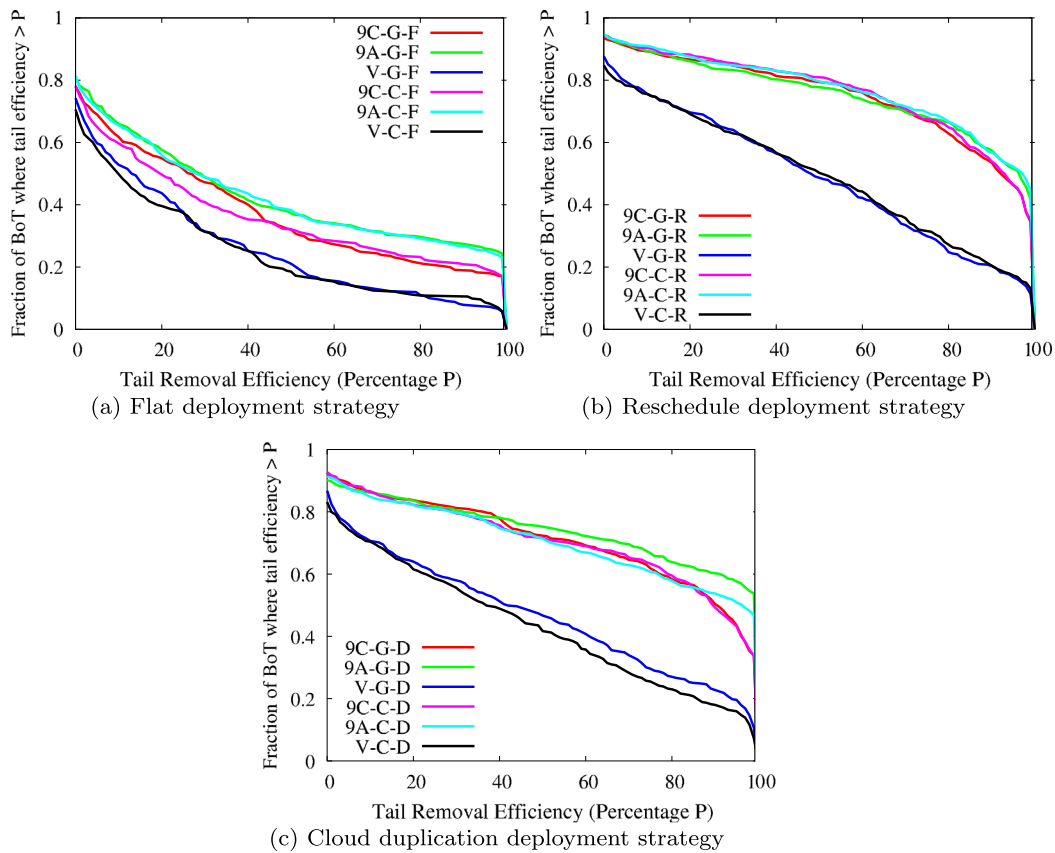 Fraction of BoT where tail efficiency > P
1
0.8
0.6
0.4
0.2
0
0
20
40
60
80
100
9C-G-F
9A-G-F
V-G-F
9C-C-F
9A-C-F
V-C-F
Tail Removal Efficiency (Percentage P)
(a) Flat deployment strategy
Fraction of BoT where tail efficiency > P
1
0.8
0.6
0.4
0.2
0
0
20
40
60
80
100
9C-G-R
9A-G-R
V-G-R
9C-C-R
9A-C-R
V-C-R
Tail Removal Efficiency (Percentage P)
(b) Reschedule deployment strategy
Fraction of BoT where tail efficiency > P
1
0.8
0.6
0.4
0.2
0
0
20
40
60
80
100
9C-G-D
9A-G-D
V-G-D
9C-C-D
9A-C-D
V-C-D
Tail Removal Efficiency (Percentage P)
(c) Cloud duplication deployment strategy